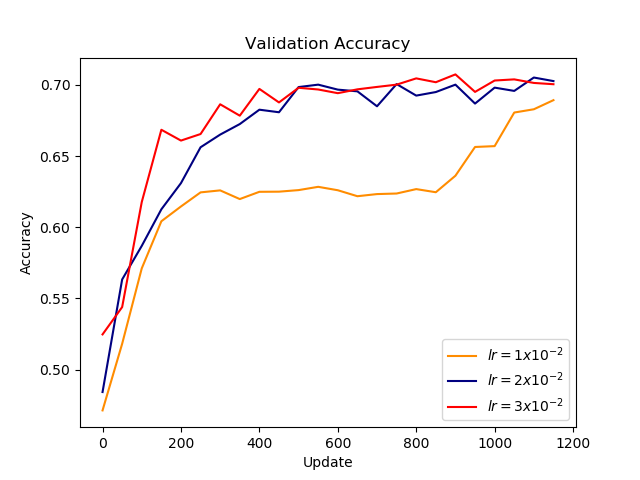 Validation Accuracy
Accuracy
0.70
0.65
0.60
0.55
0.50
lr = 1x10⁻²
lr = 2x10⁻²
lr = 3x10⁻²
0 200 400 600 800 1000 1200
Update